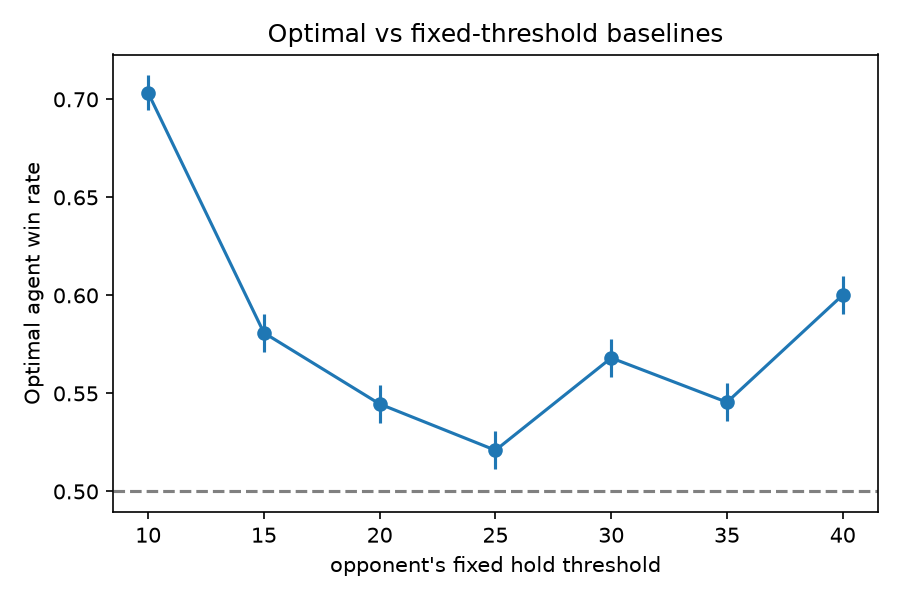 Optimal vs fixed-threshold baselines
Optimal agent win rate
0.70
0.65
0.60
0.55
0.50
10 15 20 25 30 35 40
opponent's fixed hold threshold